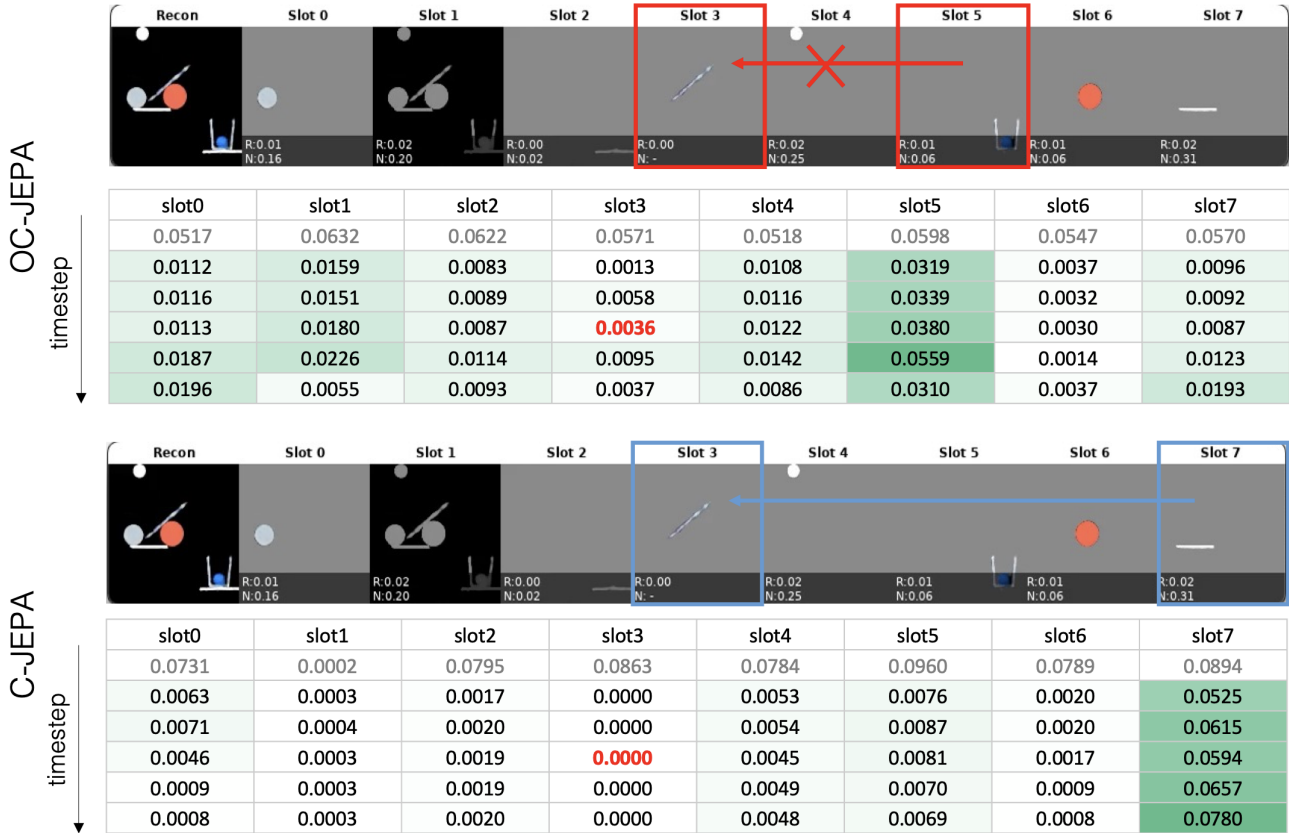 OC-JEPA
Recon Slot 0 Slot 1 Slot 2 Slot 3 Slot 4 Slot 5 Slot 6 Slot 7
R:0.01 R:0.02 R:0.00 R:0.00 R:0.02 R:0.01 R:0.01 R:0.02
N:0.16 N:0.20 N:0.02 N: - N:0.25 N:0.06 N:0.06 N:0.31
timestep
slot0 slot1 slot2 slot3 slot4 slot5 slot6 slot7
0.0517 0.0632 0.0622 0.0571 0.0518 0.0598 0.0547 0.0570
0.0112 0.0159 0.0083 0.0013 0.0108 0.0319 0.0037 0.0096
0.0116 0.0151 0.0089 0.0058 0.0116 0.0339 0.0032 0.0092
0.0113 0.0180 0.0087 0.0036 0.0122 0.0380 0.0030 0.0087
0.0187 0.0226 0.0114 0.0095 0.0142 0.0559 0.0014 0.0123
0.0196 0.0055 0.0093 0.0037 0.0086 0.0310 0.0037 0.0193
C-JEPA
Recon Slot 0 Slot 1 Slot 2 Slot 3 Slot 4 Slot 5 Slot 6 Slot 7
R:0.01 R:0.02 R:0.00 R:0.00 R:0.02 R:0.01 R:0.01 R:0.02
N:0.16 N:0.20 N:0.02 N: - N:0.25 N:0.06 N:0.06 N:0.31
timestep
slot0 slot1 slot2 slot3 slot4 slot5 slot6 slot7
0.0731 0.0002 0.0795 0.0863 0.0784 0.0960 0.0789 0.0894
0.0063 0.0003 0.0017 0.0000 0.0053 0.0076 0.0020 0.0525
0.0071 0.0004 0.0020 0.0000 0.0054 0.0087 0.0020 0.0615
0.0046 0.0003 0.0019 0.0000 0.0045 0.0081 0.0017 0.0594
0.0009 0.0003 0.0019 0.0000 0.0049 0.0070 0.0009 0.0657
0.0008 0.0003 0.0020 0.0000 0.0048 0.0069 0.0008 0.0780